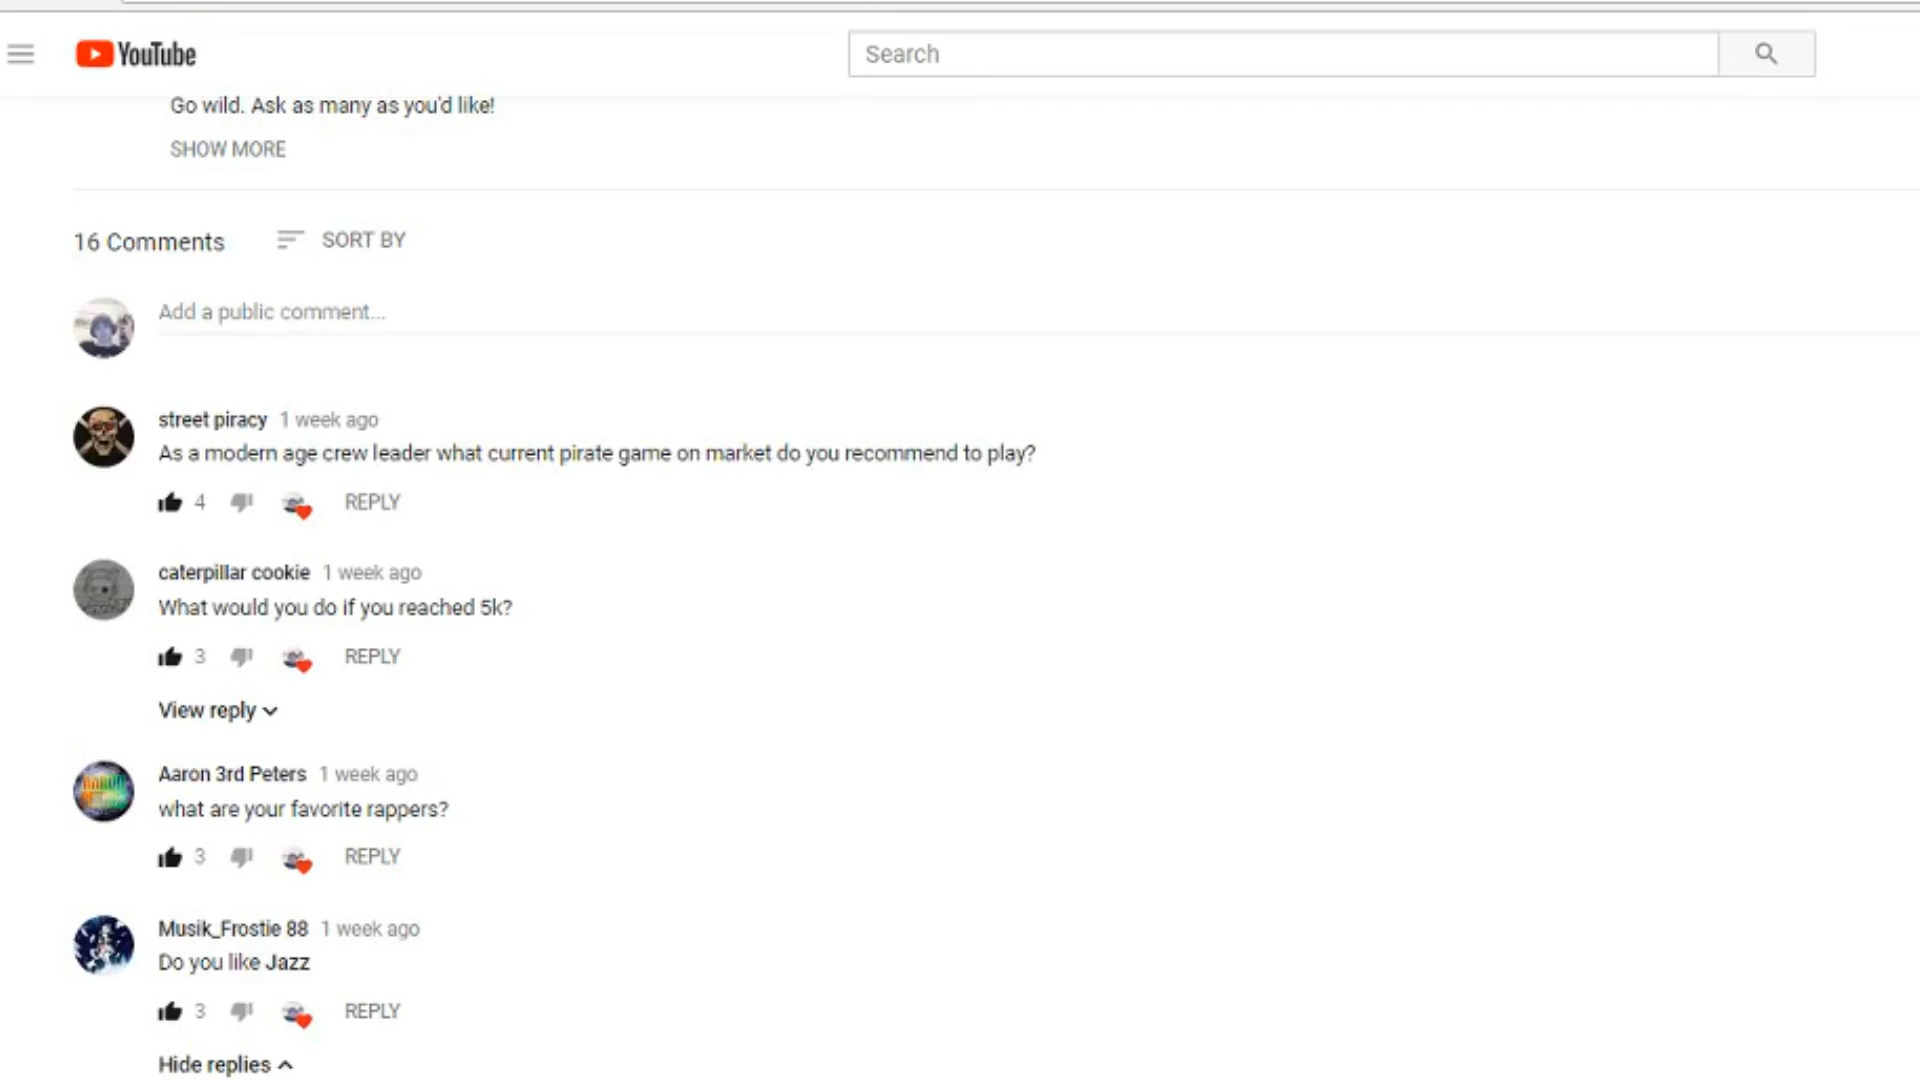 YouTube
Search
Go wild. Ask as many as you'd like!
SHOW MORE
16 Comments SORT BY
Add a public comment...
street piracy 1 week ago
As a modern age crew leader what current pirate game on market do you recommend to play?
4 REPLY
caterpillar cookie 1 week ago
What would you do if you reached 5k?
3 REPLY
View reply
Aaron 3rd Peters 1 week ago
what are your favorite rappers?
3 REPLY
Musik_Frostie 88 1 week ago
Do you like Jazz
3 REPLY
Hide replies